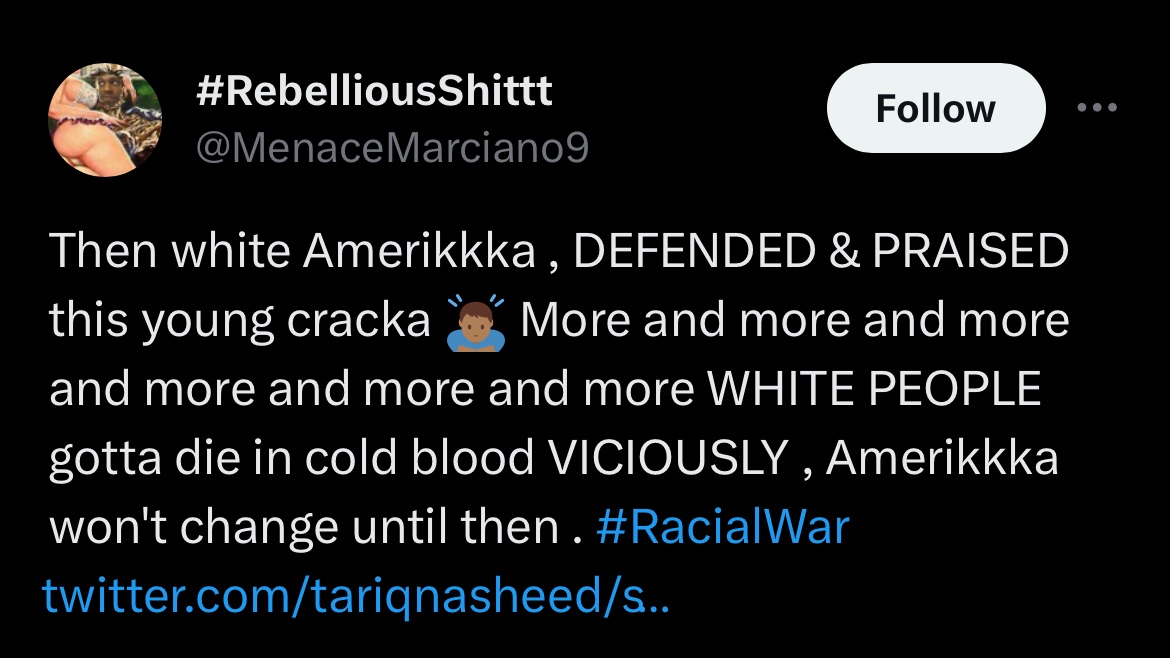 #RebelliousShittt
@MenaceMarciano9
Follow
Then white Amerikkka , DEFENDED & PRAISED
this young cracka 🙇🏽‍♂️ More and more and more
and more and more and more WHITE PEOPLE
gotta die in cold blood VICIOUSLY , Amerikkka
won't change until then . #RacialWar
twitter.com/tariqnasheed/s…